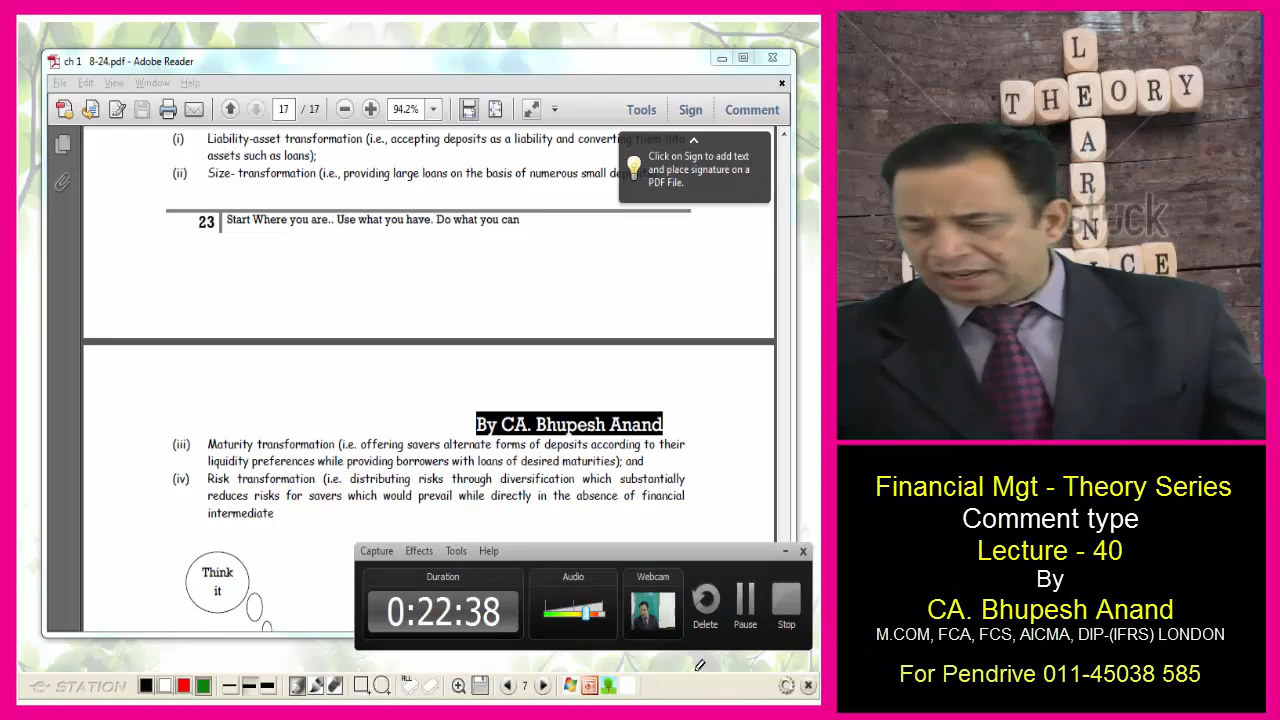 ch 1 8-24.pdf - Adobe Reader
File Edit View Window Help
17 / 17 94.2% Tools Sign Comment
(i) Liability-asset transformation (i.e., accepting deposits as a liability and converting them into
assets such as loans);
(ii) Size- transformation (i.e., providing large loans on the basis of numerous small
Click on Sign to add text
and place signature on a
PDF File.
23 Start Where you are.. Use what you have. Do what you can
By CA. Bhupesh Anand
(iii) Maturity transformation (i.e. offering savers alternate forms of deposits according to their
liquidity preferences while providing borrowers with loans of desired maturities); and
(iv) Risk transformation (i.e. distributing risks through diversification which substantially
reduces risks for savers which would prevail while directly in the absence of financial
intermediate
Think
it
Capture Effects Tools Help
Duration Audio Webcam
0:22:38
Delete Pause Stop
e STATION
ALL
7
L
THEORY
A
R
N
CE
Financial Mgt - Theory Series
Comment type
Lecture - 40
By
CA. Bhupesh Anand
M.COM, FCA, FCS, AICMA, DIP-(IFRS) LONDON
For Pendrive 011-45038 585